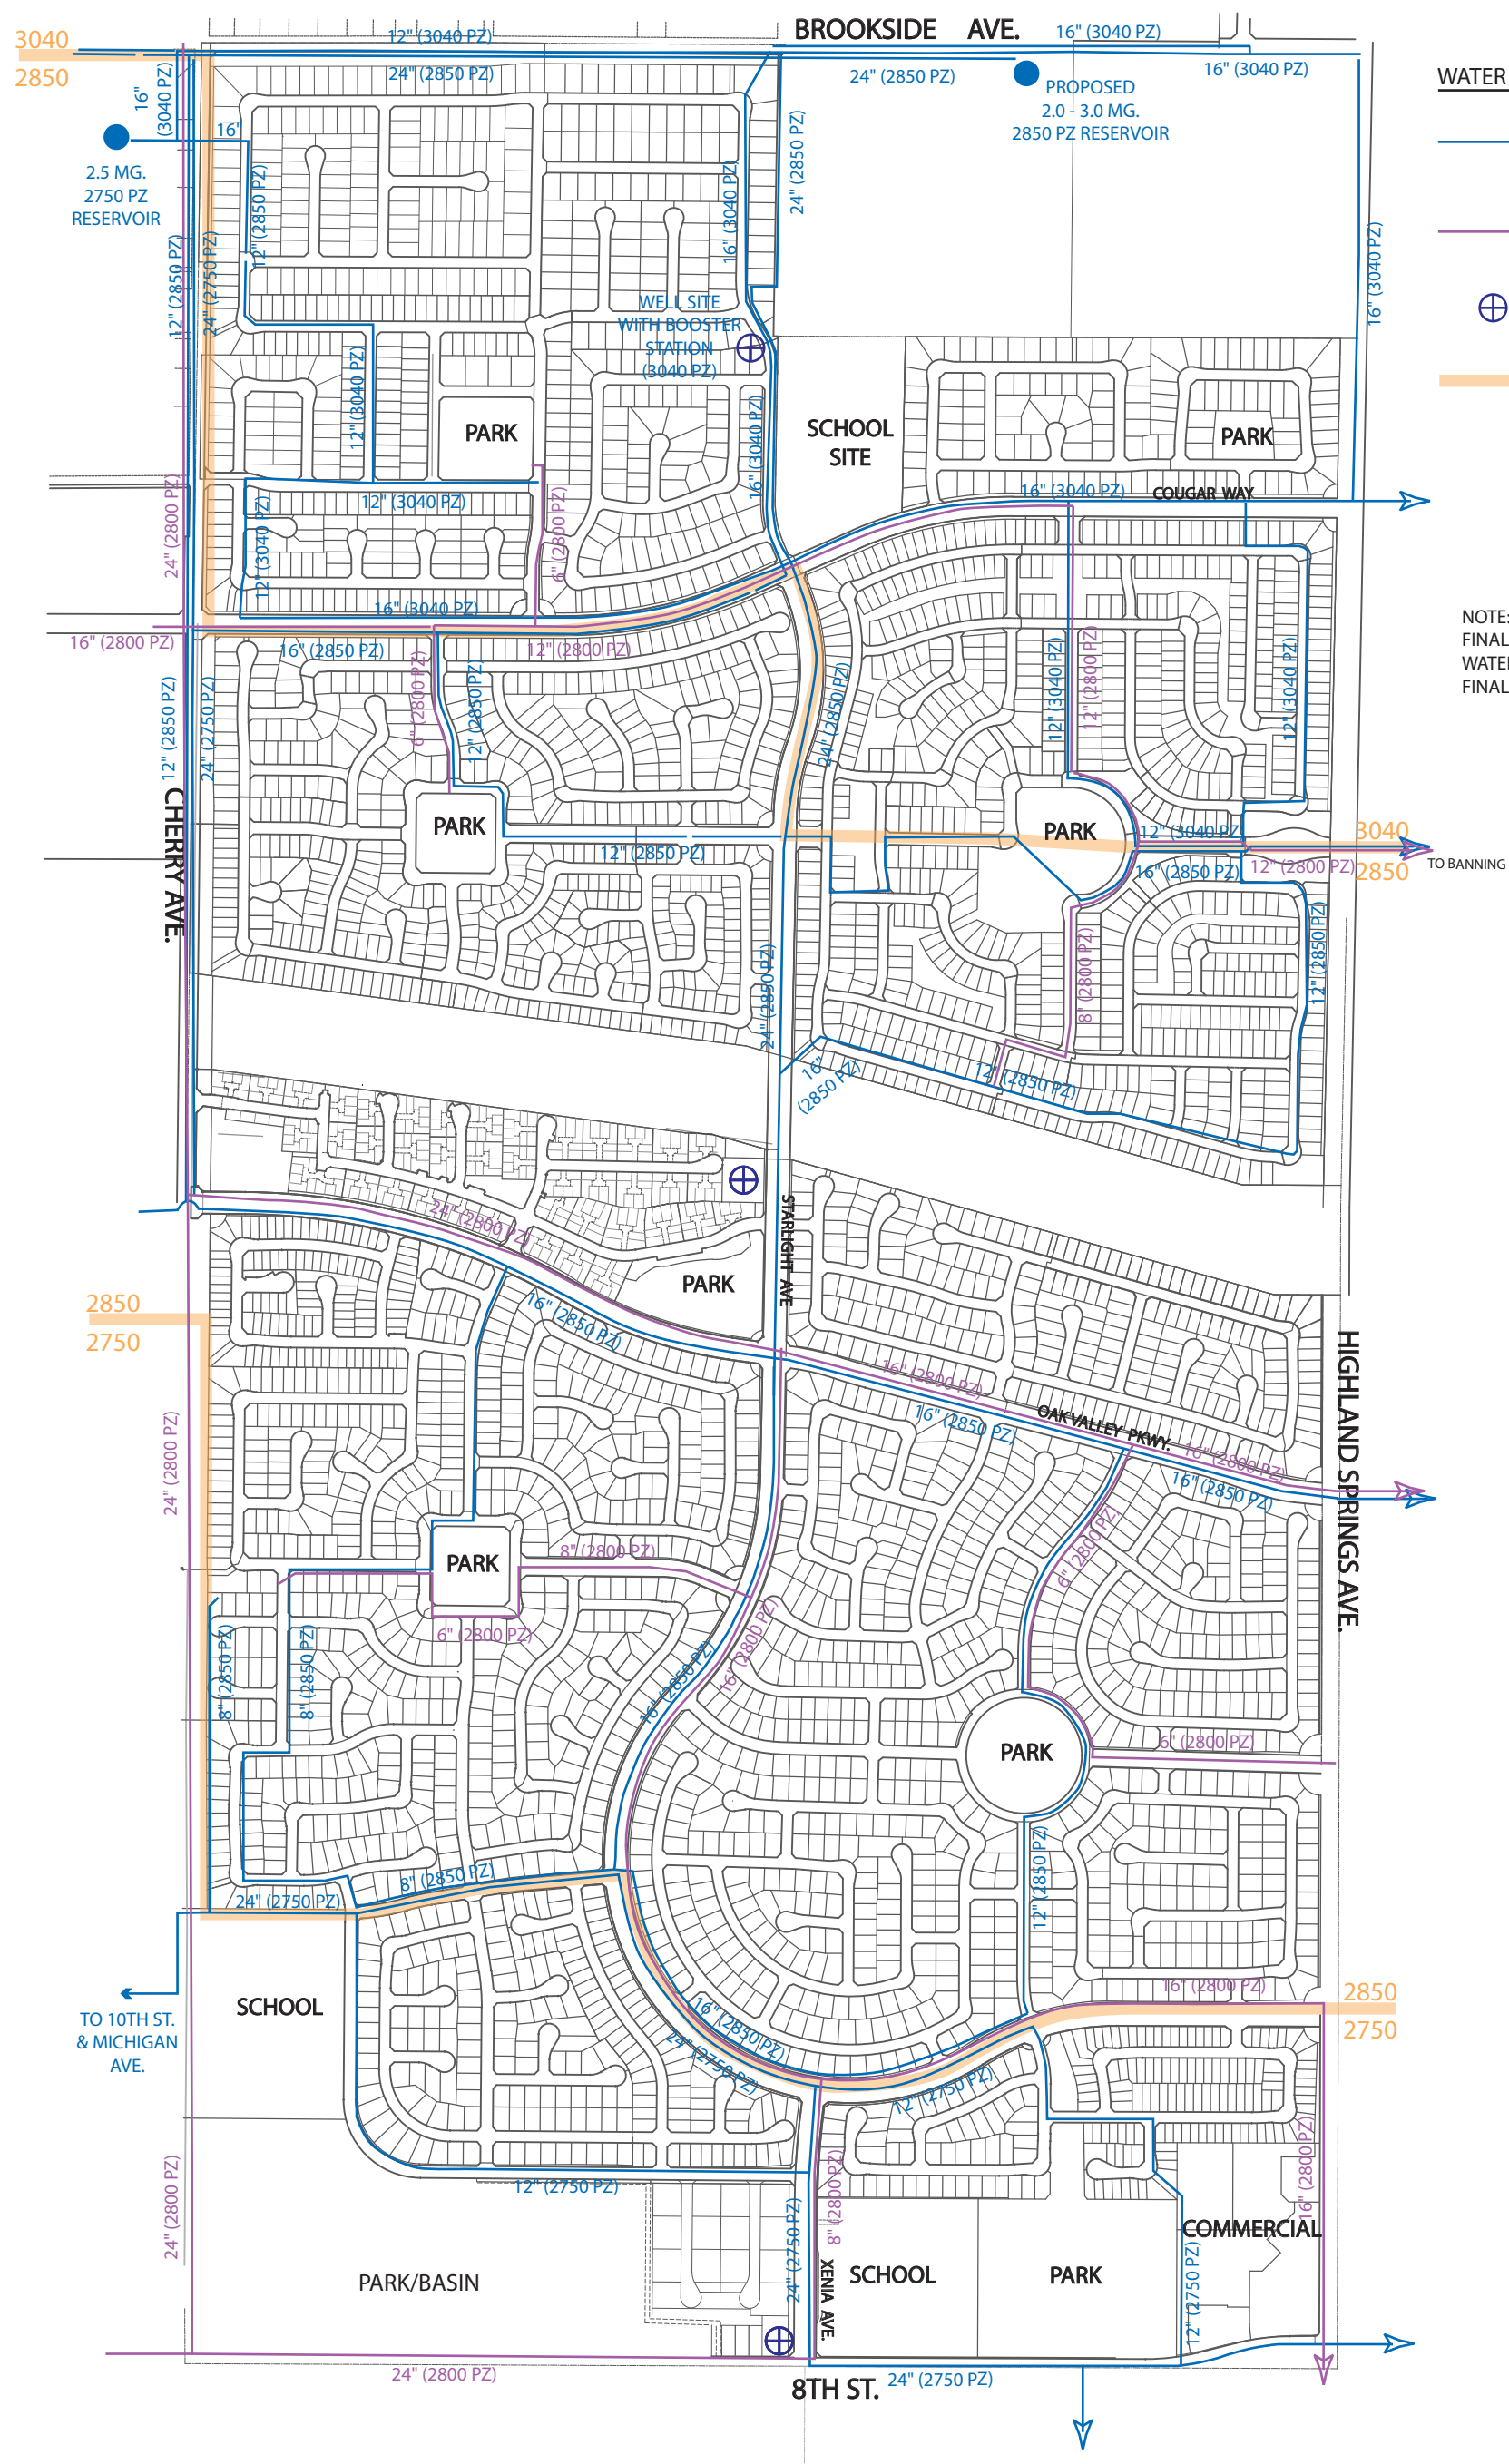 BROOKSIDE AVE.
3040
2850
12" (3040 PZ)
16" (3040 PZ)
24" (2850 PZ)
24" (2850 PZ)
16" (3040 PZ)
WATER
PROPOSED
2.0 - 3.0 MG.
2850 PZ RESERVOIR
16"
(3040 PZ)
16"
2.5 MG.
2750 PZ
RESERVOIR
12" (2850 PZ)
16" (3040 PZ)
24" (2850 PZ)
12" (2850 PZ)
24" (2750 PZ)
16" (3040 PZ)
WELL SITE
WITH BOOSTER
STATION
(3040 PZ)
12" (3040 PZ)
PARK
16" (3040 PZ)
SCHOOL
SITE
PARK
24" (2800 PZ)
12" (3040 PZ)
12" (3040 PZ)
6" (2800 PZ)
16" (3040 PZ)
COUGAR WAY
16" (3040 PZ)
16" (2800 PZ)
16" (2850 PZ)
12" (2800 PZ)
NOTE:
FINAL
WATER
FINAL
6" (2800 PZ)
12" (2850 PZ)
24" (2850 PZ)
12" (3040 PZ)
12" (2800 PZ)
12" (3040 PZ)
12" (2850 PZ)
24" (2750 PZ)
CHERRY AVE.
PARK
12" (2850 PZ)
PARK
12" (3040 PZ)
3040
2850
16" (2850 PZ)
12" (2800 PZ)
TO BANNING
24" (2850 PZ)
8" (2800 PZ)
12" (2850 PZ)
16"
(2850 PZ)
12" (2850 PZ)
24" (2800 PZ)
STARLIGHT AVE
PARK
2850
2750
16" (2850 PZ)
16" (2800 PZ)
16" (2850 PZ)
OAK VALLEY PKWY.
16" (2800 PZ)
16" (2850 PZ)
HIGHLAND SPRINGS AVE.
24" (2800 PZ)
PARK
8" (2800 PZ)
6" (2800 PZ)
6" (2800 PZ)
8" (2850 PZ)
8" (2850 PZ)
16" (2850 PZ)
16" (2800 PZ)
PARK
6" (2800 PZ)
8" (2850 PZ)
24" (2750 PZ)
12" (2850 PZ)
SCHOOL
TO 10TH ST.
& MICHIGAN
AVE.
16" (2850 PZ)
24" (2750 PZ)
16" (2800 PZ)
2850
2750
12" (2750 PZ)
24" (2800 PZ)
12" (2750 PZ)
8" (2800 PZ)
16" (2800 PZ)
COMMERCIAL
PARK/BASIN
24" (2750 PZ)
XENIA AVE.
SCHOOL
PARK
12" (2750 PZ)
24" (2800 PZ)
8TH ST.
24" (2750 PZ)